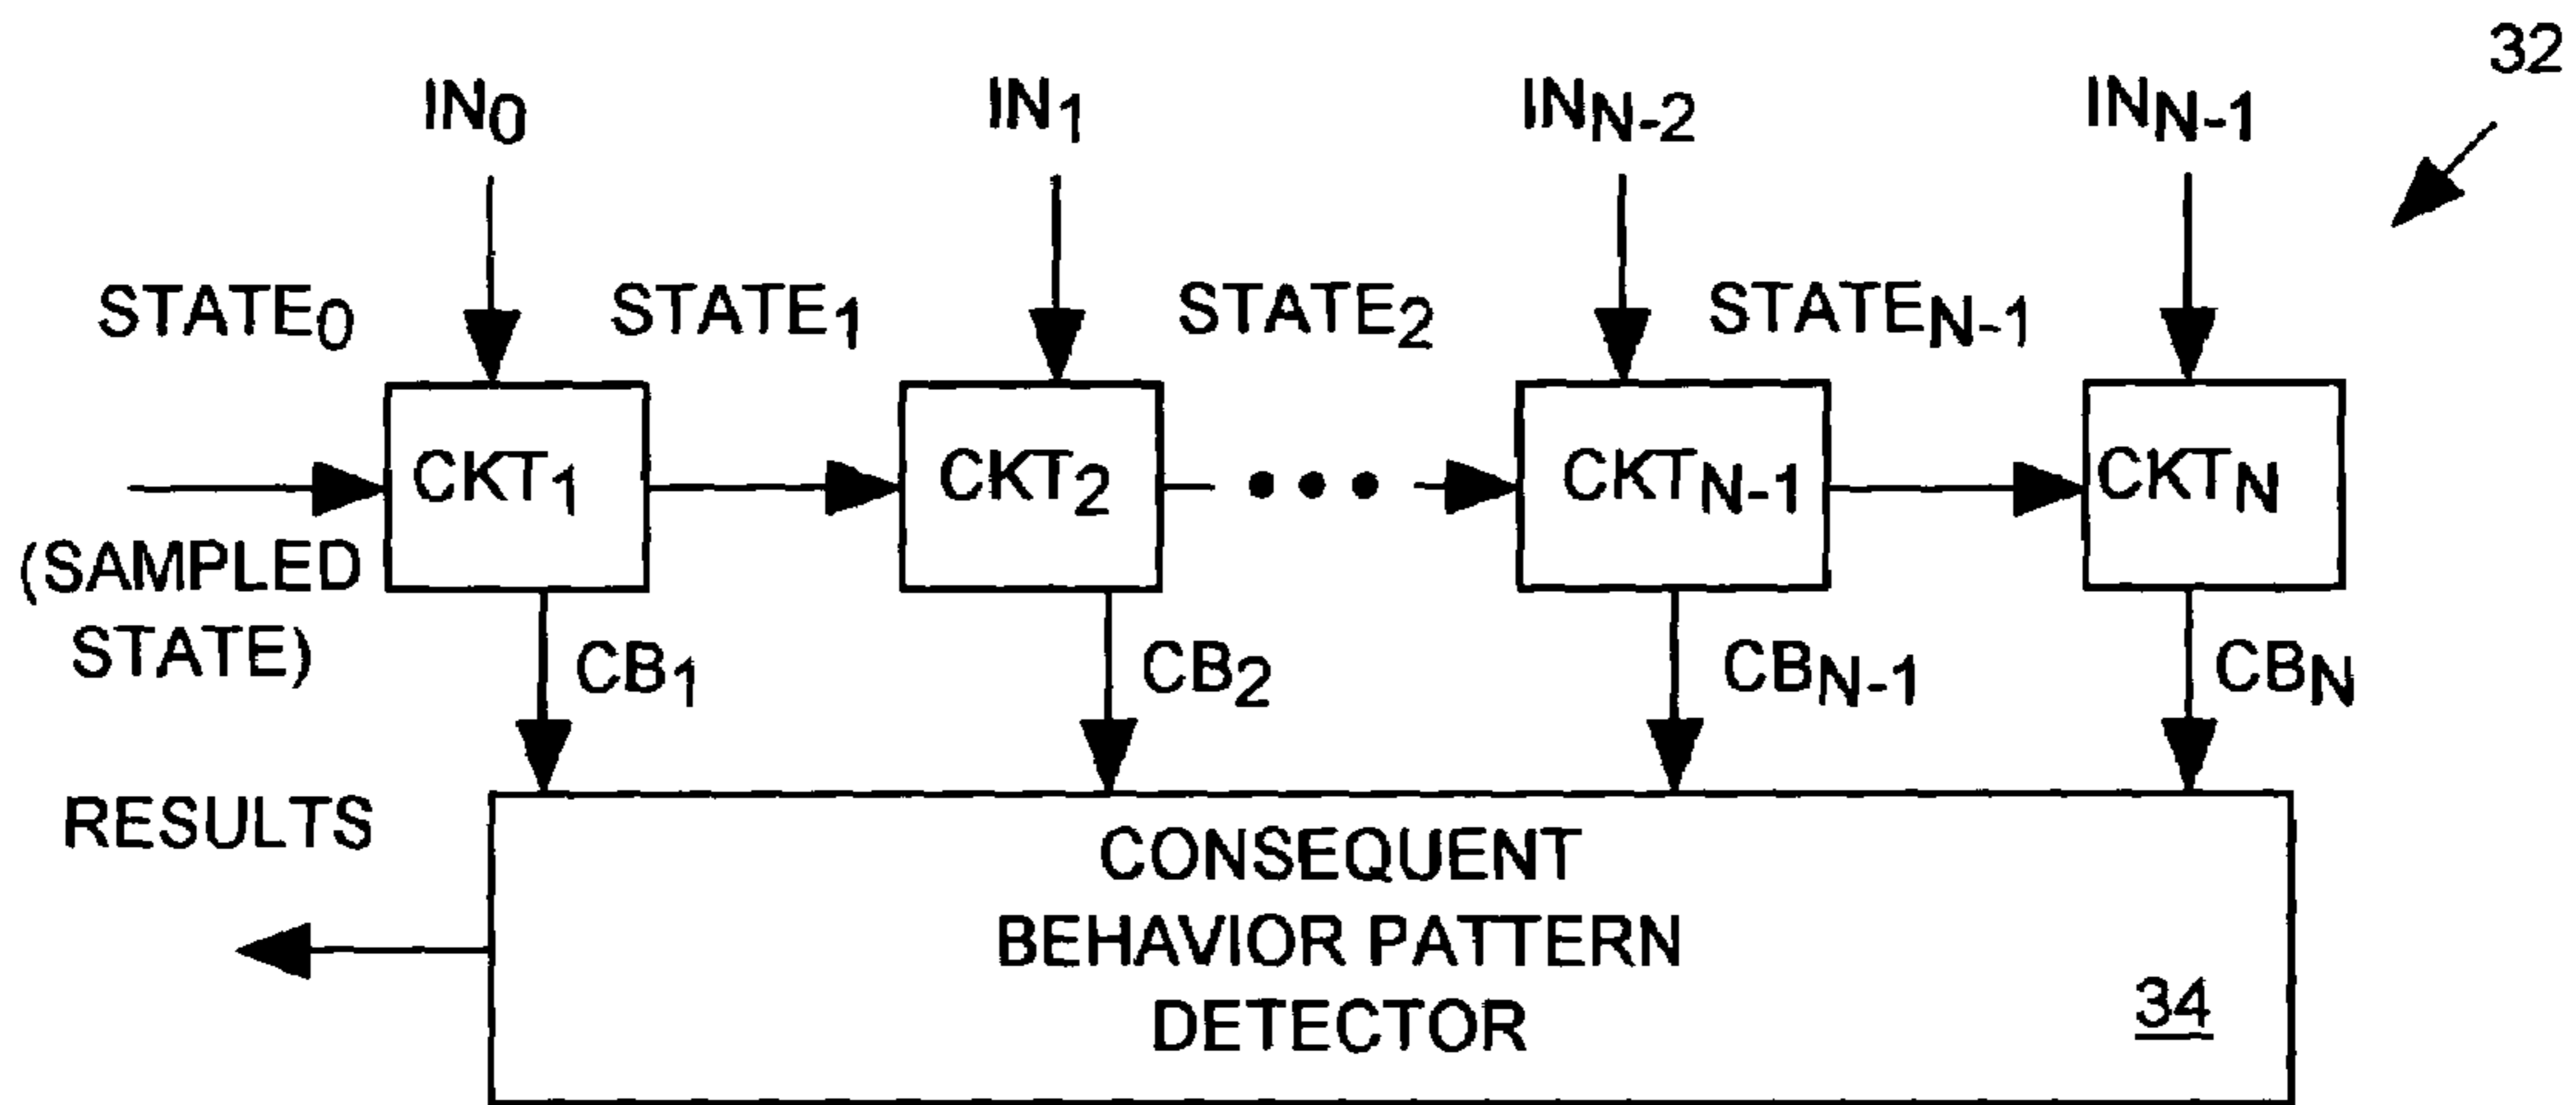 32
IN0 IN1 INN-2 INN-1
STATE0 STATE1 STATE2 STATEN-1
CKT1 CKT2 CKTN-1 CKTN
(SAMPLED
STATE)
CB1 CB2 CBN-1 CBN
RESULTS
CONSEQUENT
BEHAVIOR PATTERN
DETECTOR
34